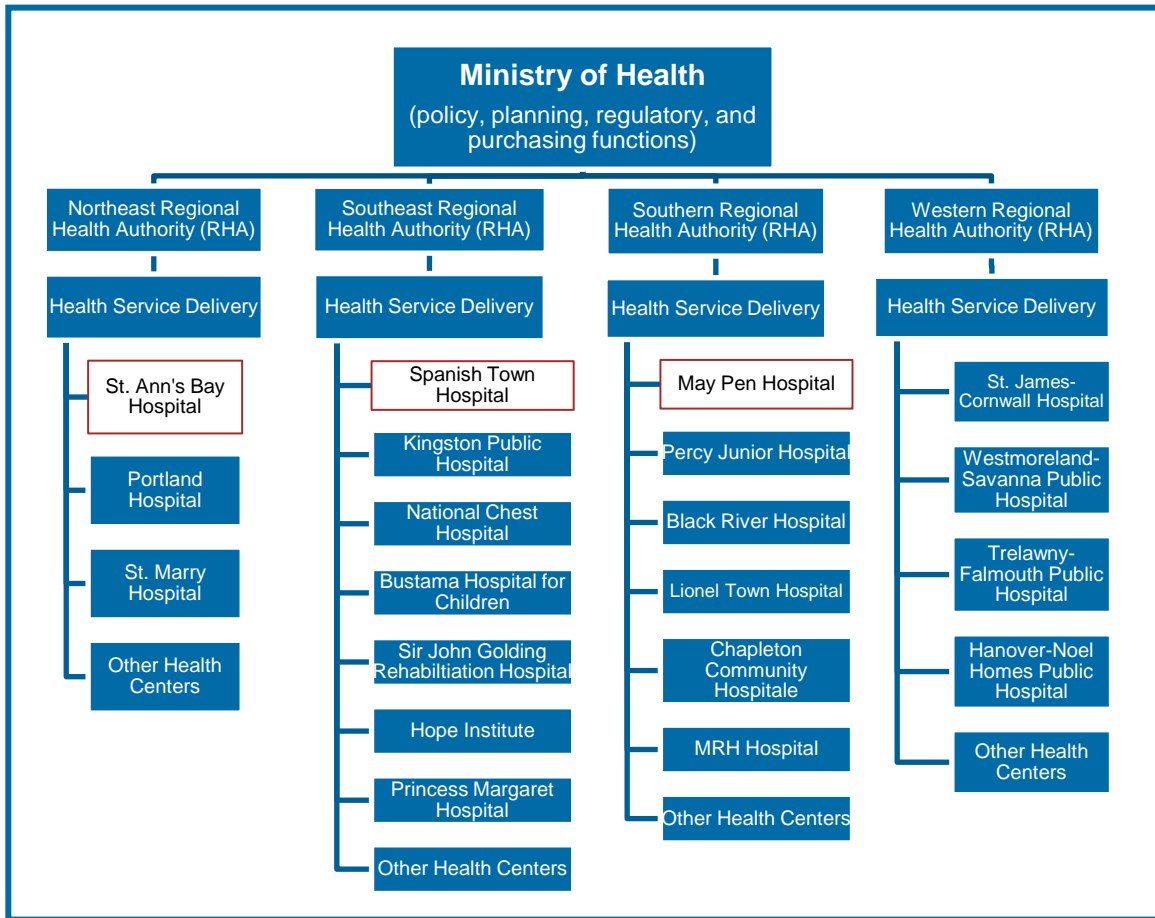 Ministry of Health
(policy, planning, regulatory, and
purchasing functions)
Northeast Regional
Health Authority (RHA)
Health Service Delivery
St. Ann's Bay
Hospital
Portland
Hospital
St. Marry
Hospital
Other Health
Centers
Southeast Regional
Health Authority (RHA)
Health Service Delivery
Spanish Town
Hospital
Kingston Public
Hospital
National Chest
Hospital
Bustama Hospital for
Children
Sir John Golding
Rehabiltiation Hospital
Hope Institute
Princess Margaret
Hospital
Other Health Centers
Southern Regional
Health Authority (RHA)
Health Service Delivery
May Pen Hospital
Percy Junior Hospital
Black River Hospital
Lionel Town Hospital
Chapleton
Community
Hospitale
MRH Hospital
Other Health Centers
Western Regional
Health Authority (RHA)
Health Service Delivery
St. James-
Cornwall Hospital
Westmoreland-
Savanna Public
Hospital
Trelawny-
Falmouth Public
Hospital
Hanover-Noel
Homes Public
Hospital
Other Health
Centers